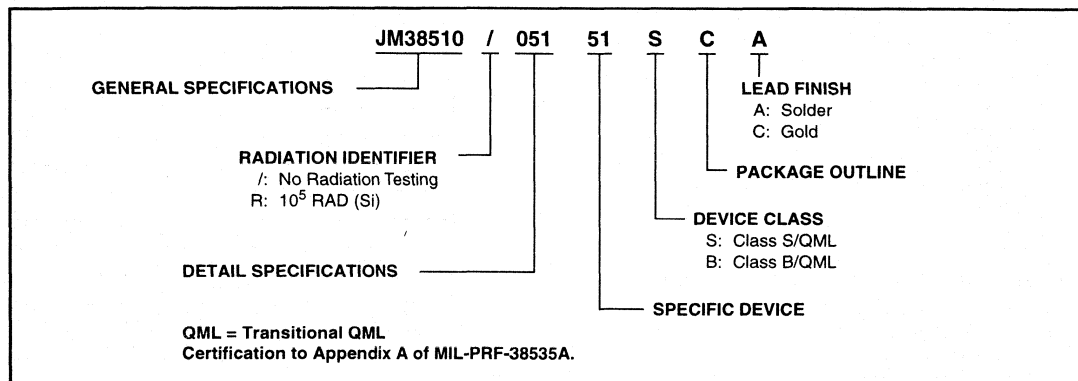 JM38510 / 051 51 S C A
GENERAL SPECIFICATIONS
LEAD FINISH
A: Solder
C: Gold
RADIATION IDENTIFIER
/: No Radiation Testing
R: 10⁵ RAD (Si)
PACKAGE OUTLINE
DEVICE CLASS
S: Class S/QML
B: Class B/QML
DETAIL SPECIFICATIONS
SPECIFIC DEVICE
QML = Transitional QML
Certification to Appendix A of MIL-PRF-38535A.